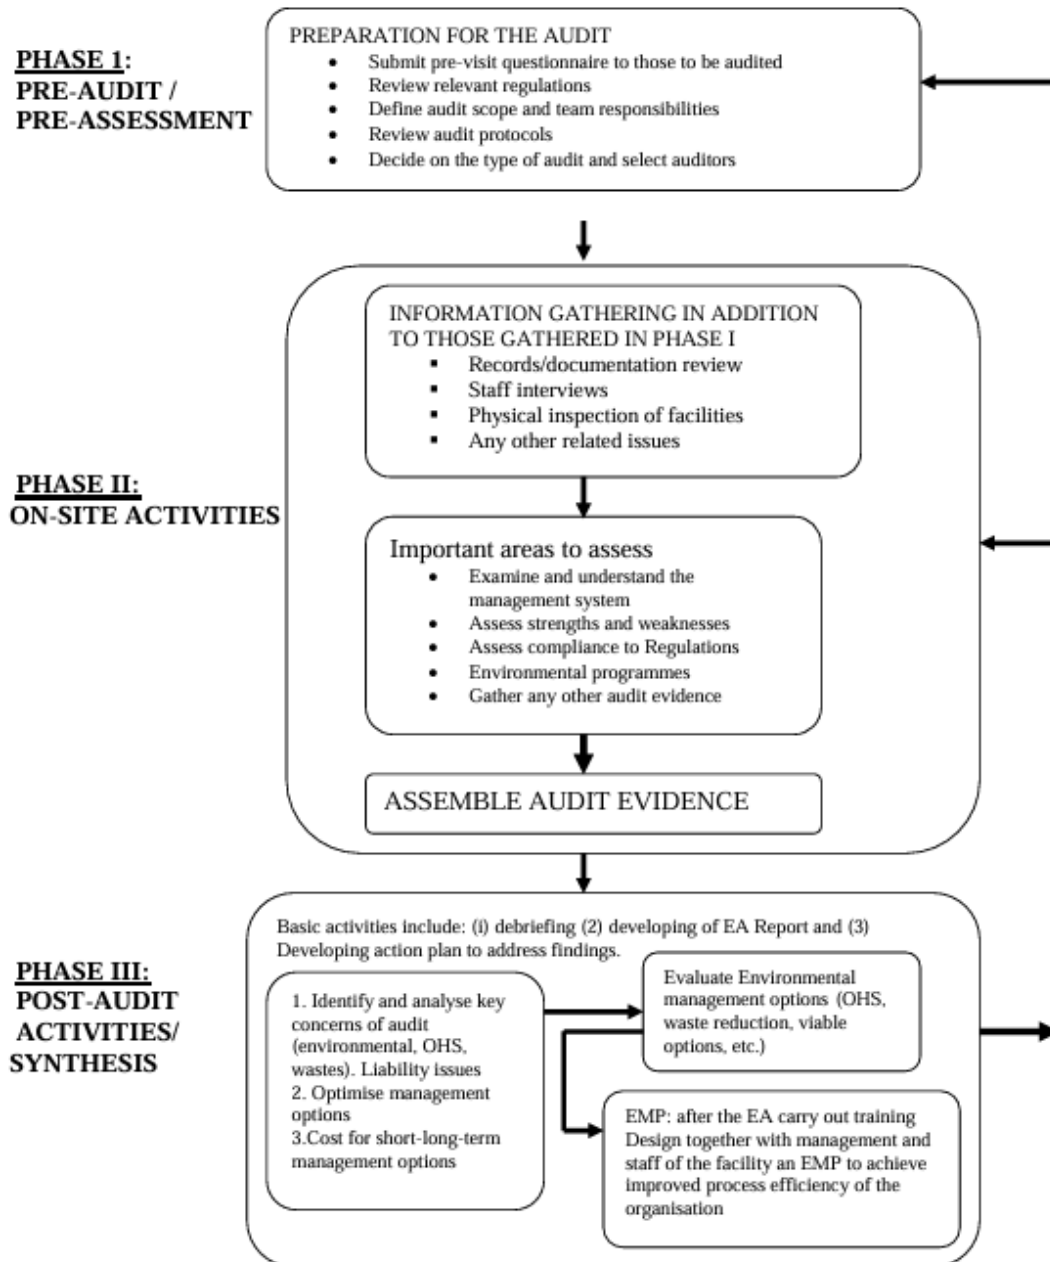 PHASE 1:
PRE-AUDIT /
PRE-ASSESSMENT
PREPARATION FOR THE AUDIT
• Submit pre-visit questionnaire to those to be audited
• Review relevant regulations
• Define audit scope and team responsibilities
• Review audit protocols
• Decide on the type of audit and select auditors
PHASE II:
ON-SITE ACTIVITIES
INFORMATION GATHERING IN ADDITION
TO THOSE GATHERED IN PHASE I
▪ Records/documentation review
▪ Staff interviews
▪ Physical inspection of facilities
▪ Any other related issues
Important areas to assess
• Examine and understand the
management system
• Assess strengths and weaknesses
• Assess compliance to Regulations
• Environmental programmes
• Gather any other audit evidence
ASSEMBLE AUDIT EVIDENCE
PHASE III:
POST-AUDIT
ACTIVITIES/
SYNTHESIS
Basic activities include: (i) debriefing (2) developing of EA Report and (3)
Developing action plan to address findings.
1. Identify and analyse key
concerns of audit
(environmental, OHS,
wastes). Liability issues
2. Optimise management
options
3.Cost for short-long-term
management options
Evaluate Environmental
management options (OHS,
waste reduction, viable
options, etc.)
EMP: after the EA carry out training
Design together with management and
staff of the facility an EMP to achieve
improved process efficiency of the
organisation